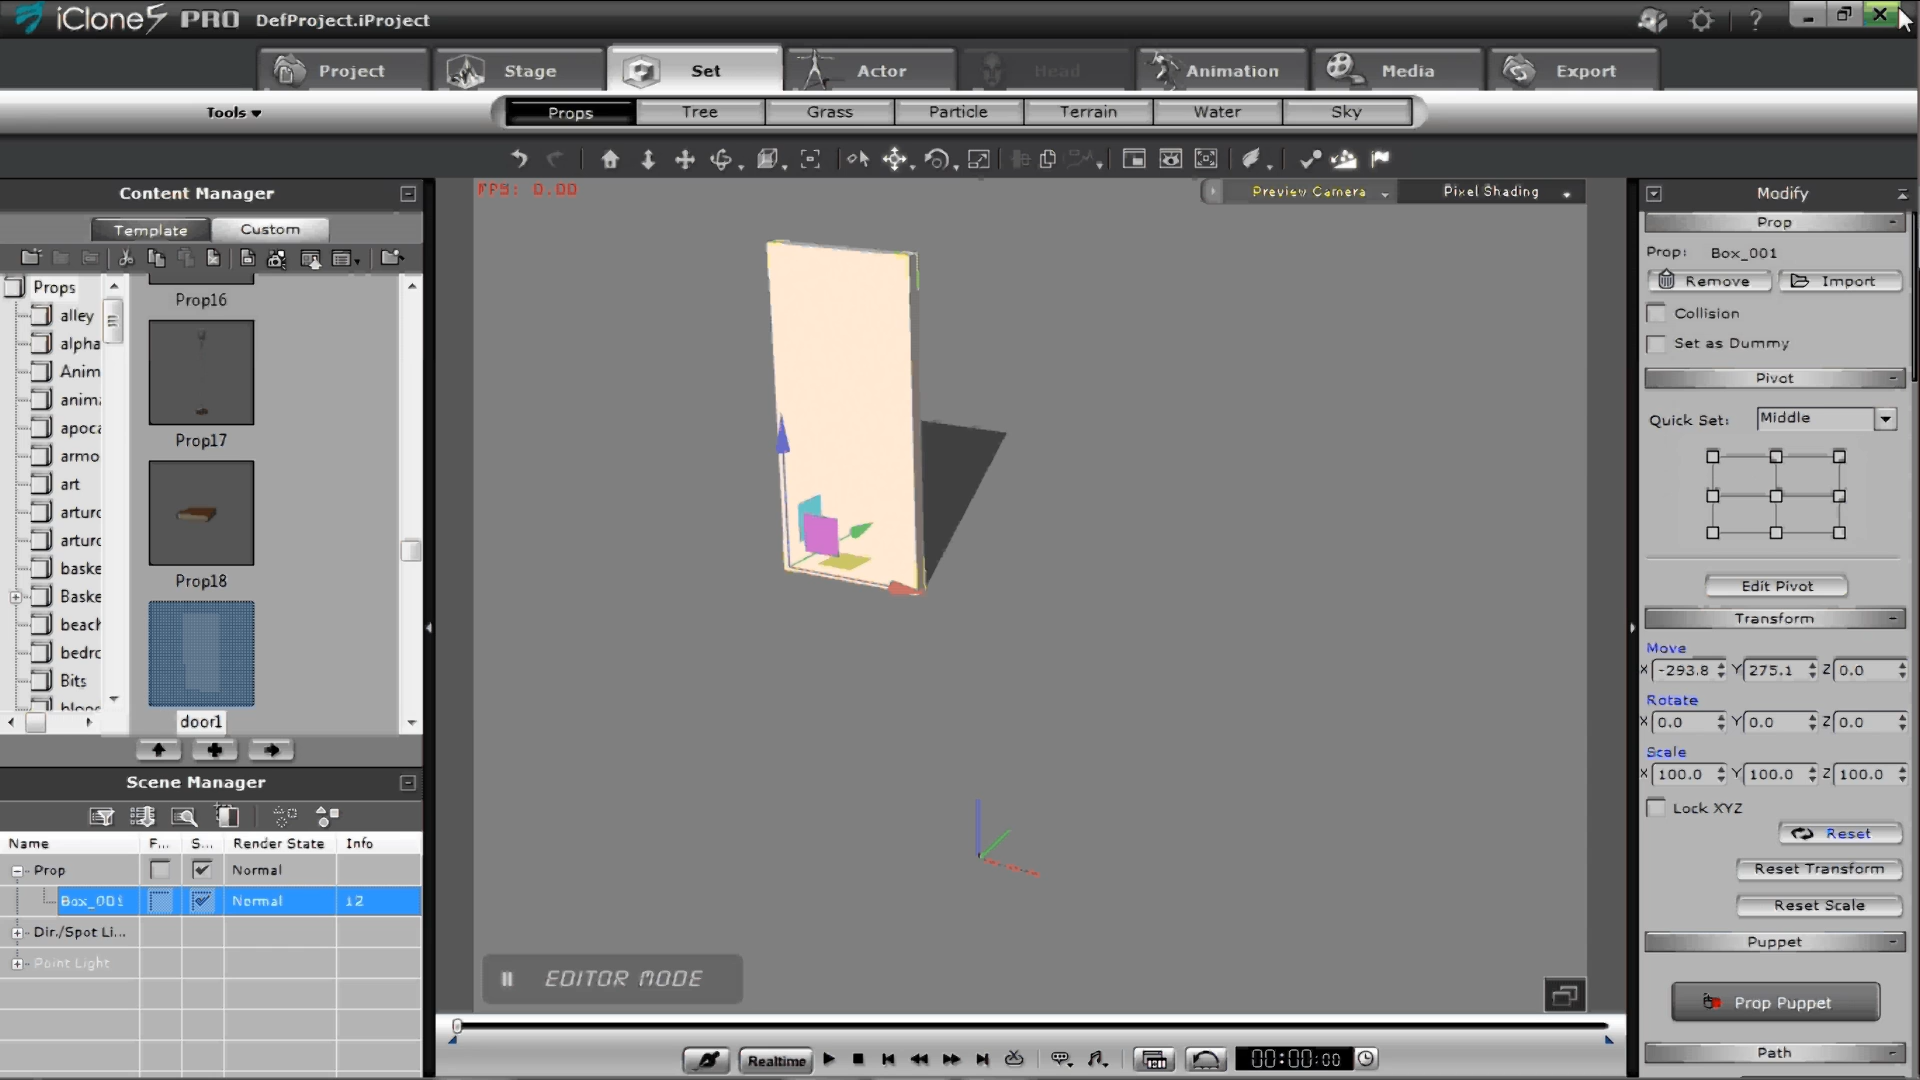 iClone5 PRO DefProject.iProject
Project Stage Set Actor Head Animation Media Export
Tools Props Tree Grass Particle Terrain Water Sky
Content Manager
Template Custom
Props
alley
alpha
Anim
anima
apoca
armo
art
arturo
arturo
baske
Baske
beach
bedro
Bits
Prop16
Prop17
Prop18
door1
Scene Manager
Name F... S... Render State Info
Prop Normal
Box_001 Normal 12
Dir./Spot Li...
Point Light
FPS: 0.00
Preview Camera Pixel Shading
EDITOR MODE
Realtime 00:00:00
Modify
Prop
Prop: Box_001
Remove Import
Collision
Set as Dummy
Pivot
Quick Set: Middle
Edit Pivot
Transform
Move
X -293.8 Y 275.1 Z 0.0
Rotate
X 0.0 Y 0.0 Z 0.0
Scale
X 100.0 Y 100.0 Z 100.0
Lock XYZ
Reset
Reset Transform
Reset Scale
Puppet
Prop Puppet
Path